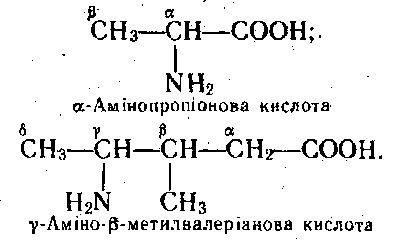 β α
CH₃—CH—COOH;.
NH₂
α-Амінопропіонова кислота
δ γ β α
CH₃—CH—CH—CH₂—COOH.
H₂N CH₃
γ-Аміно-β-метилвалеріанова кислота